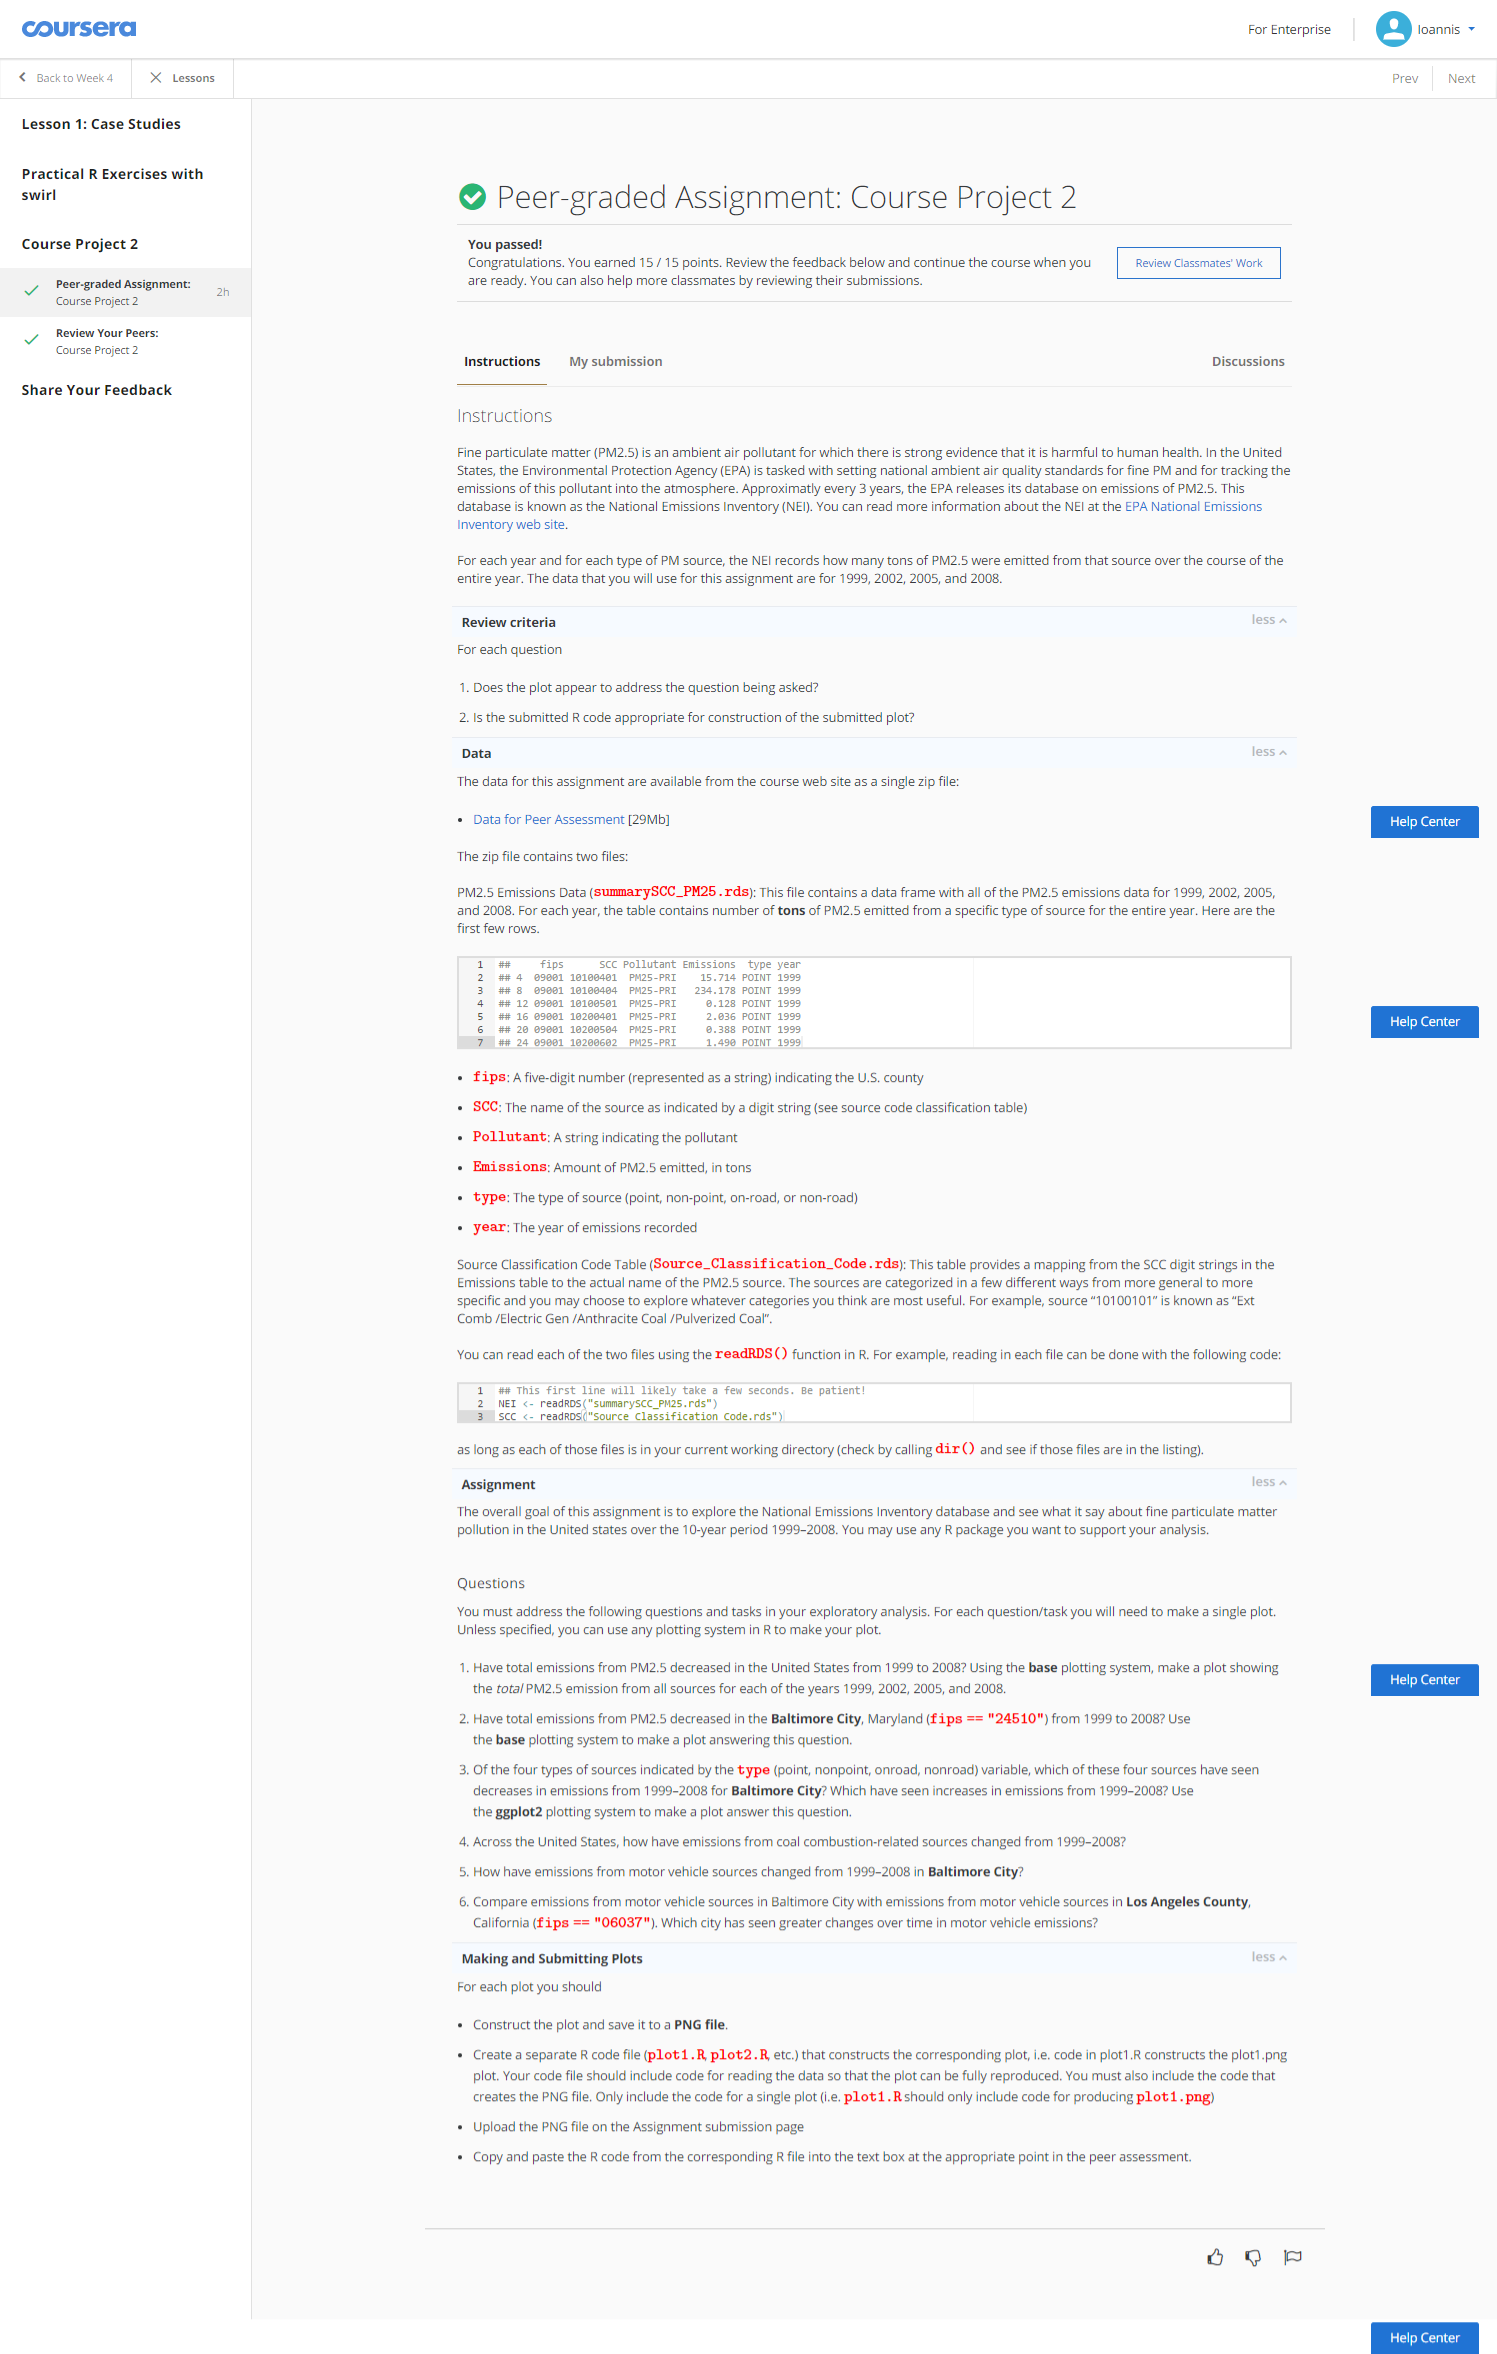 coursera
For Enterprise
Ioannis
Back to Week 4
Lessons
Prev
Next
Lesson 1: Case Studies
Practical R Exercises with
swirl
Course Project 2
Peer-graded Assignment:
Course Project 2
2h
Review Your Peers:
Course Project 2
Share Your Feedback
Peer-graded Assignment: Course Project 2
You passed!
Congratulations. You earned 15 / 15 points. Review the feedback below and continue the course when you
are ready. You can also help more classmates by reviewing their submissions.
Review Classmates' Work
Instructions
My submission
Discussions
Instructions
Fine particulate matter (PM2.5) is an ambient air pollutant for which there is strong evidence that it is harmful to human health. In the United
States, the Environmental Protection Agency (EPA) is tasked with setting national ambient air quality standards for fine PM and for tracking the
emissions of this pollutant into the atmosphere. Approximatly every 3 years, the EPA releases its database on emissions of PM2.5. This
database is known as the National Emissions Inventory (NEI). You can read more information about the NEI at the EPA National Emissions
Inventory web site.
For each year and for each type of PM source, the NEI records how many tons of PM2.5 were emitted from that source over the course of the
entire year. The data that you will use for this assignment are for 1999, 2002, 2005, and 2008.
Review criteria
less
For each question
1. Does the plot appear to address the question being asked?
2. Is the submitted R code appropriate for construction of the submitted plot?
Data
less
The data for this assignment are available from the course web site as a single zip file:
• Data for Peer Assessment [29Mb]
Help Center
The zip file contains two files:
PM2.5 Emissions Data (summarySCC_PM25.rds): This file contains a data frame with all of the PM2.5 emissions data for 1999, 2002, 2005,
and 2008. For each year, the table contains number of tons of PM2.5 emitted from a specific type of source for the entire year. Here are the
first few rows.
1 ##     fips      SCC Pollutant Emissions  type year
2 ## 4  09001 10100401  PM25-PRI    15.714 POINT 1999
3 ## 8  09001 10100404  PM25-PRI   234.178 POINT 1999
4 ## 12 09001 10100501  PM25-PRI     0.128 POINT 1999
5 ## 16 09001 10200401  PM25-PRI     2.036 POINT 1999
6 ## 20 09001 10200504  PM25-PRI     0.388 POINT 1999
7 ## 24 09001 10200602  PM25-PRI     1.490 POINT 1999
Help Center
• fips: A five-digit number (represented as a string) indicating the U.S. county
• SCC: The name of the source as indicated by a digit string (see source code classification table)
• Pollutant: A string indicating the pollutant
• Emissions: Amount of PM2.5 emitted, in tons
• type: The type of source (point, non-point, on-road, or non-road)
• year: The year of emissions recorded
Source Classification Code Table (Source_Classification_Code.rds): This table provides a mapping from the SCC digit strings in the
Emissions table to the actual name of the PM2.5 source. The sources are categorized in a few different ways from more general to more
specific and you may choose to explore whatever categories you think are most useful. For example, source “10100101” is known as “Ext
Comb /Electric Gen /Anthracite Coal /Pulverized Coal”.
You can read each of the two files using the readRDS() function in R. For example, reading in each file can be done with the following code:
1 ## This first line will likely take a few seconds. Be patient!
2 NEI <- readRDS("summarySCC_PM25.rds")
3 SCC <- readRDS("Source_Classification_Code.rds")
as long as each of those files is in your current working directory (check by calling dir() and see if those files are in the listing).
Assignment
less
The overall goal of this assignment is to explore the National Emissions Inventory database and see what it say about fine particulate matter
pollution in the United states over the 10-year period 1999–2008. You may use any R package you want to support your analysis.
Questions
You must address the following questions and tasks in your exploratory analysis. For each question/task you will need to make a single plot.
Unless specified, you can use any plotting system in R to make your plot.
1. Have total emissions from PM2.5 decreased in the United States from 1999 to 2008? Using the base plotting system, make a plot showing
the total PM2.5 emission from all sources for each of the years 1999, 2002, 2005, and 2008.
Help Center
2. Have total emissions from PM2.5 decreased in the Baltimore City, Maryland (fips == "24510") from 1999 to 2008? Use
the base plotting system to make a plot answering this question.
3. Of the four types of sources indicated by the type (point, nonpoint, onroad, nonroad) variable, which of these four sources have seen
decreases in emissions from 1999–2008 for Baltimore City? Which have seen increases in emissions from 1999–2008? Use
the ggplot2 plotting system to make a plot answer this question.
4. Across the United States, how have emissions from coal combustion-related sources changed from 1999–2008?
5. How have emissions from motor vehicle sources changed from 1999–2008 in Baltimore City?
6. Compare emissions from motor vehicle sources in Baltimore City with emissions from motor vehicle sources in Los Angeles County,
California (fips == "06037"). Which city has seen greater changes over time in motor vehicle emissions?
Making and Submitting Plots
less
For each plot you should
• Construct the plot and save it to a PNG file.
• Create a separate R code file (plot1.R, plot2.R, etc.) that constructs the corresponding plot, i.e. code in plot1.R constructs the plot1.png
plot. Your code file should include code for reading the data so that the plot can be fully reproduced. You must also include the code that
creates the PNG file. Only include the code for a single plot (i.e. plot1.R should only include code for producing plot1.png)
• Upload the PNG file on the Assignment submission page
• Copy and paste the R code from the corresponding R file into the text box at the appropriate point in the peer assessment.
Help Center